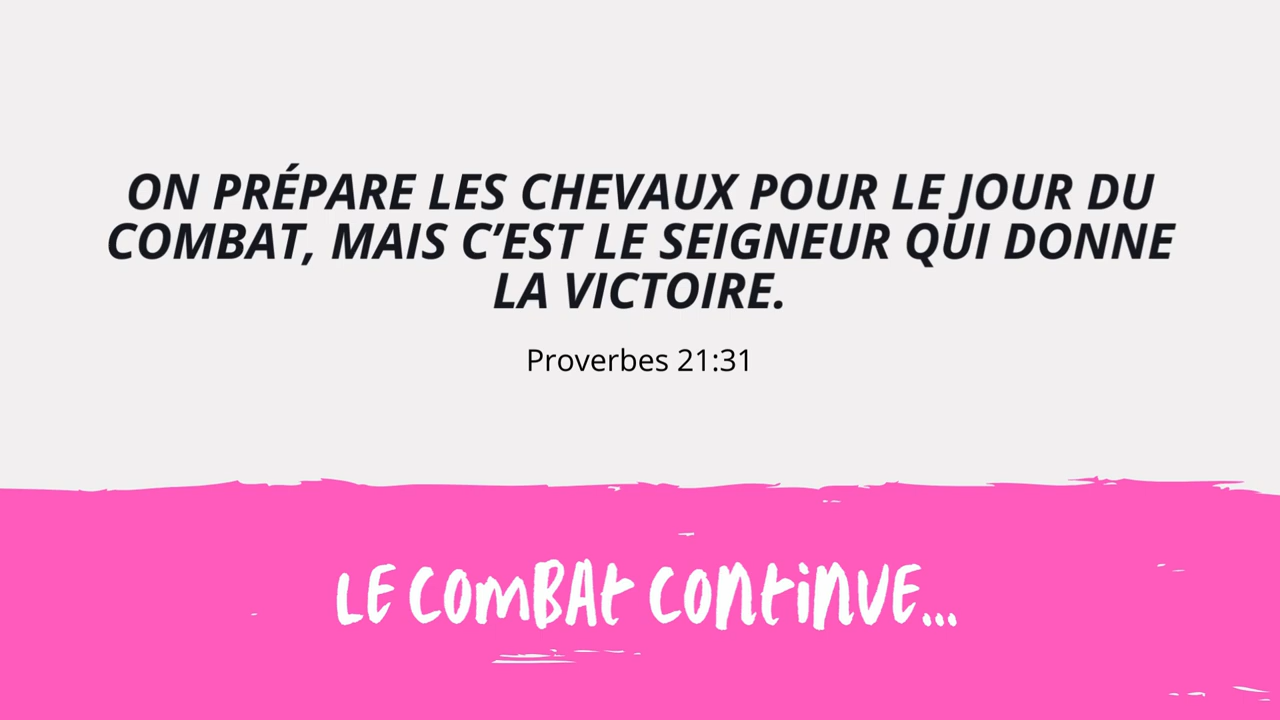 ON PRÉPARE LES CHEVAUX POUR LE JOUR DU
COMBAT, MAIS C’EST LE SEIGNEUR QUI DONNE
LA VICTOIRE.
Proverbes 21:31
LE COMBAT CONTINUE...